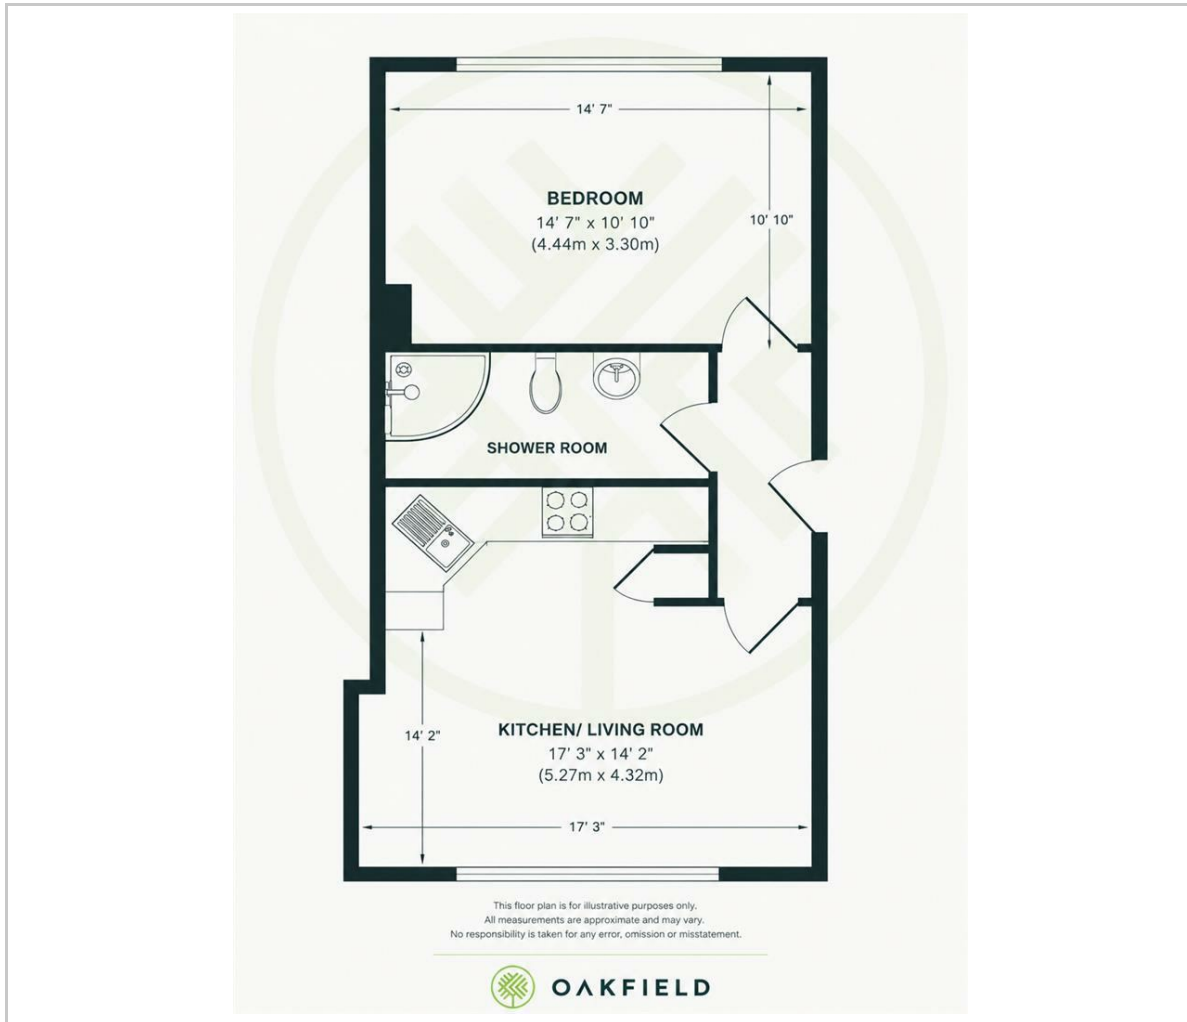 14' 7"
BEDROOM
14' 7" x 10' 10"
(4.44m x 3.30m)
10' 10"
SHOWER ROOM
14' 2"
KITCHEN/ LIVING ROOM
17' 3" x 14' 2"
(5.27m x 4.32m)
17' 3"
This floor plan is for illustrative purposes only.
All measurements are approximate and may vary.
No responsibility is taken for any error, omission or misstatement.
OAKFIELD